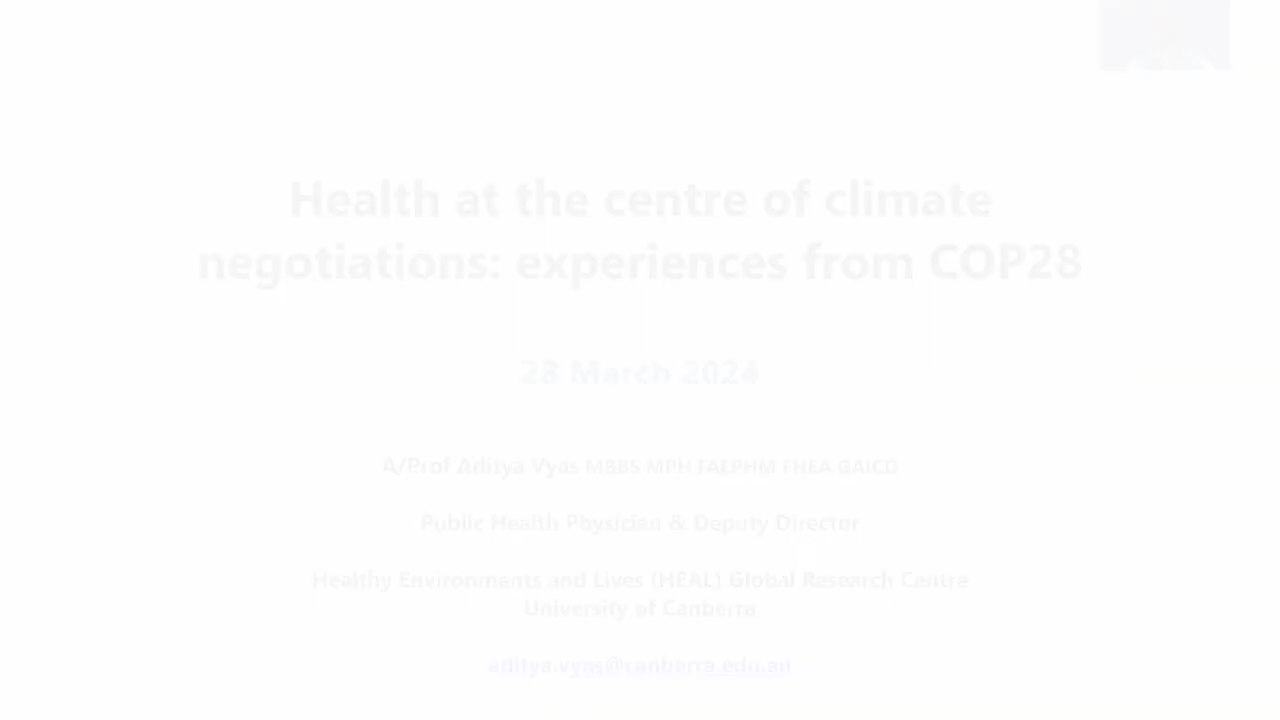 Health at the centre of climate
negotiations: experiences from COP28
28 March 2024
A/Prof Aditya Vyas MBBS MPH FAFPHM FHEA GAICD
Public Health Physician & Deputy Director
Healthy Environments and Lives (HEAL) Global Research Centre
University of Canberra
aditya.vyas@canberra.edu.au